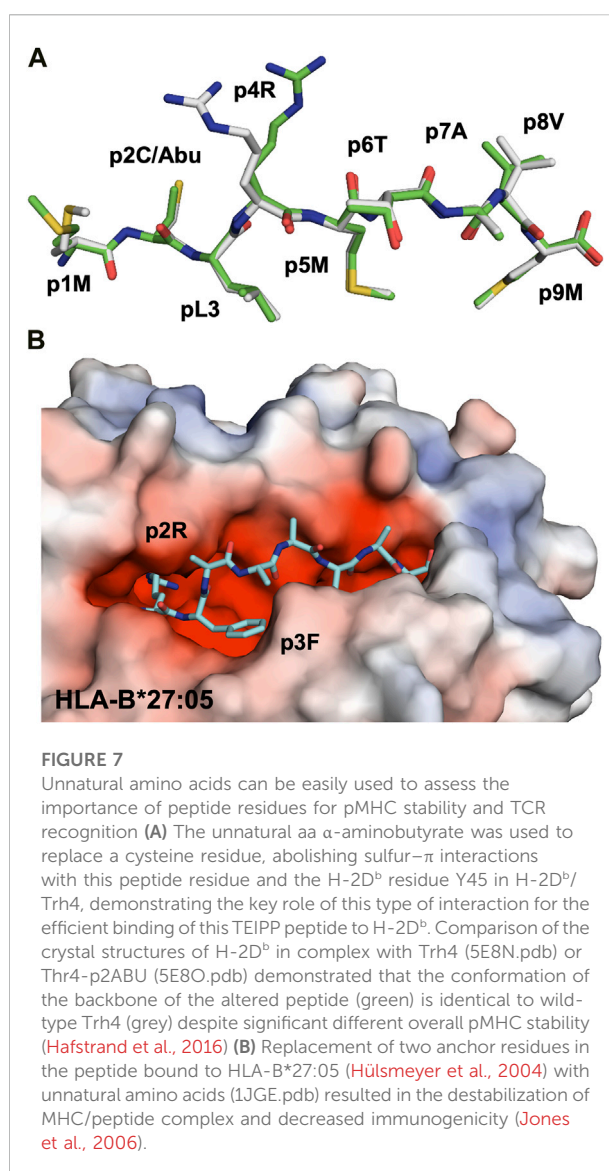 A
p4R
p2C/Abu
p6T
p7A
p8V
p1M
pL3
p5M
p9M
B
p2R
p3F
HLA-B*27:05
FIGURE 7
Unnatural amino acids can be easily used to assess the
importance of peptide residues for pMHC stability and TCR
recognition (A) The unnatural aa α-aminobutyrate was used to
replace a cysteine residue, abolishing sulfur–π interactions
with this peptide residue and the H-2Dᵇ residue Y45 in H-2Dᵇ/
Trh4, demonstrating the key role of this type of interaction for the
efficient binding of this TEIPP peptide to H-2Dᵇ. Comparison of the
crystal structures of H-2Dᵇ in complex with Trh4 (5E8N.pdb) or
Thr4-p2ABU (5E8O.pdb) demonstrated that the conformation of
the backbone of the altered peptide (green) is identical to wild-
type Trh4 (grey) despite significant different overall pMHC stability
(Hafstrand et al., 2016) (B) Replacement of two anchor residues in
the peptide bound to HLA-B*27:05 (Hülsmeyer et al., 2004) with
unnatural amino acids (1JGE.pdb) resulted in the destabilization of
MHC/peptide complex and decreased immunogenicity (Jones
et al., 2006).